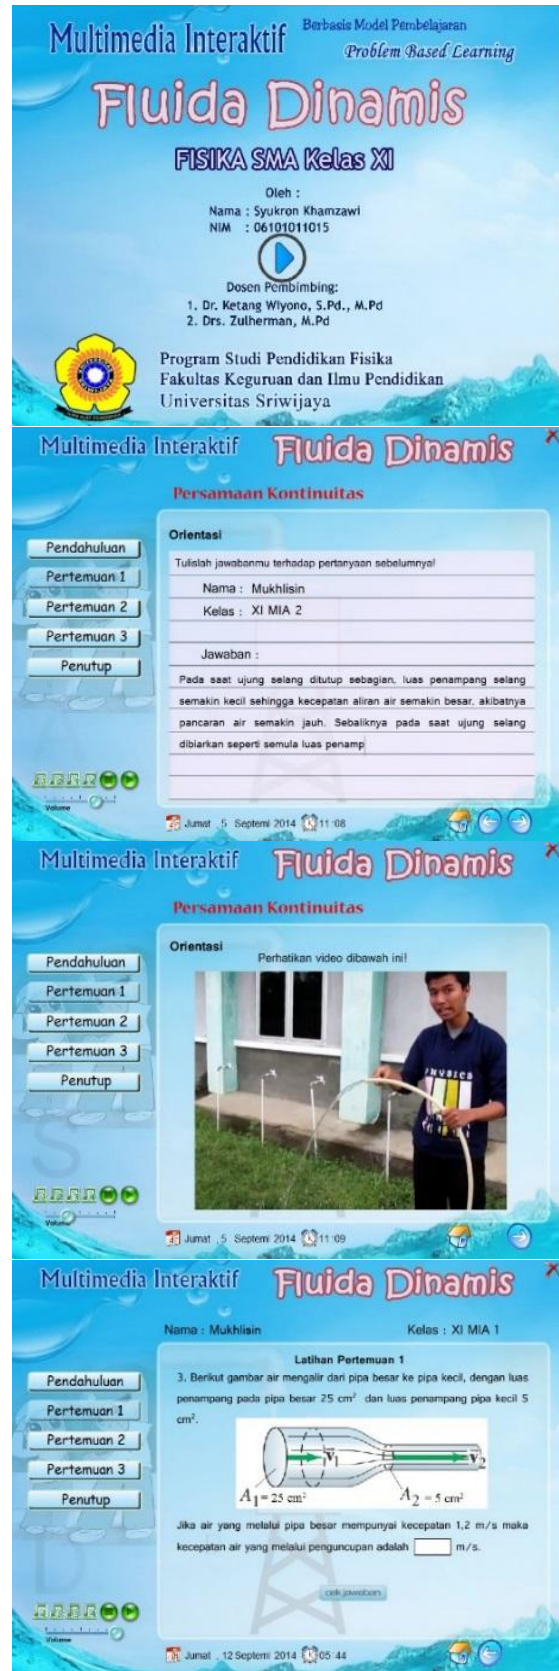 Multimedia Interaktif
Berbasis Model Pembelajaran
Problem Based Learning
Fluida Dinamis
FISIKA SMA Kelas XI
Oleh :
Nama : Syukron Khamzawi
NIM : 06101011015
Dosen Pembimbing:
1. Dr. Ketang Wiyono, S.Pd., M.Pd
2. Drs. Zulherman, M.Pd
Program Studi Pendidikan Fisika
Fakultas Keguruan dan Ilmu Pendidikan
Universitas Sriwijaya
Multimedia Interaktif Fluida Dinamis
Persamaan Kontinuitas
Pendahuluan
Pertemuan 1
Pertemuan 2
Pertemuan 3
Penutup
Volume
Orientasi
Tulislah jawabanmu terhadap pertanyaan sebelumnya!
Nama : Mukhlisin
Kelas : XI MIA 2
Jawaban :
Pada saat ujung selang ditutup sebagian, luas penampang selang
semakin kecil sehingga kecepatan aliran air semakin besar, akibatnya
pancaran air semakin jauh. Sebaliknya pada saat ujung selang
dibiarkan seperti semula luas penamp
Jumat , 5 Septemi 2014 11:08
Multimedia Interaktif Fluida Dinamis
Persamaan Kontinuitas
Pendahuluan
Pertemuan 1
Pertemuan 2
Pertemuan 3
Penutup
Volume
Orientasi
Perhatikan video dibawah ini!
PHYSICS
Jumat , 5 Septemi 2014 11:09
Multimedia Interaktif Fluida Dinamis
Nama : Mukhlisin Kelas : XI MIA 1
Pendahuluan
Pertemuan 1
Pertemuan 2
Pertemuan 3
Penutup
Volume
Latihan Pertemuan 1
3. Berikut gambar air mengalir dari pipa besar ke pipa kecil, dengan luas
penampang pada pipa besar 25 cm² dan luas penampang pipa kecil 5
cm².
v₁ v₂
A₁ = 25 cm² A₂ = 5 cm²
Jika air yang melalui pipa besar mempunyai kecepatan 1,2 m/s maka
kecepatan air yang melalui penguncupan adalah m/s.
cek jawaban
Jumat , 12 Septemi 2014 05:44